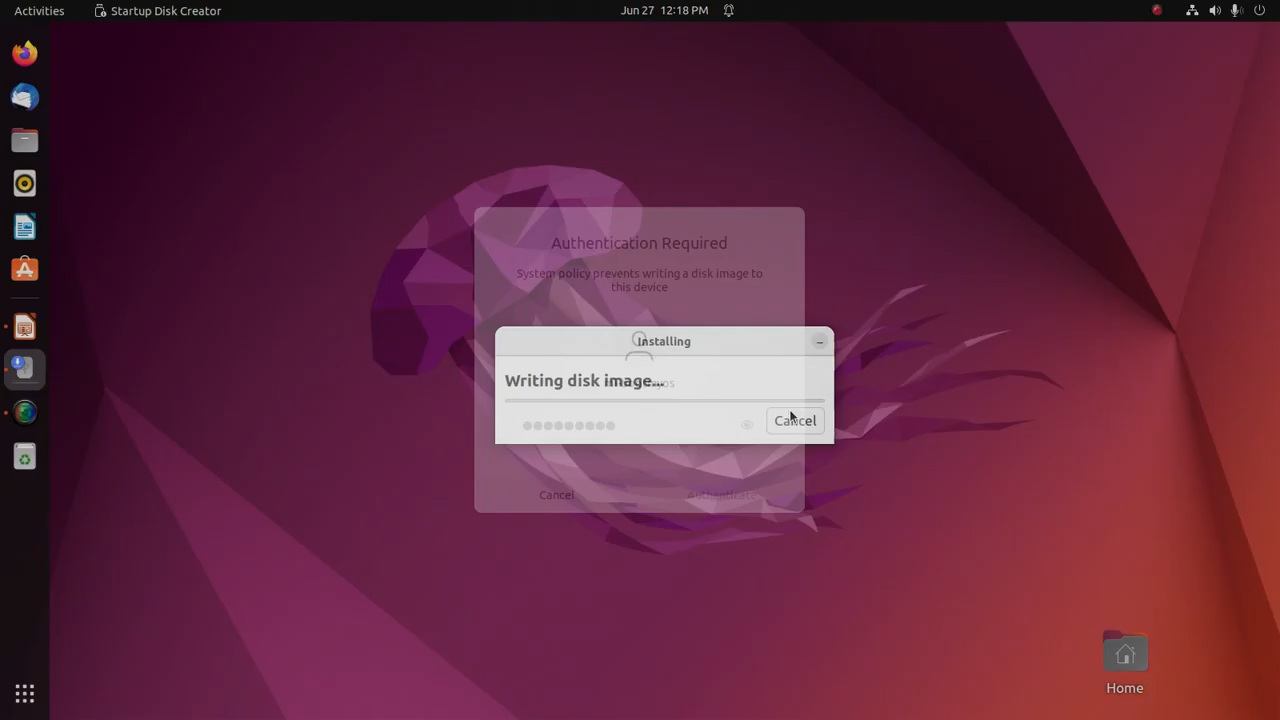 Activities
Startup Disk Creator
Jun 27 12:18 PM
Authentication Required
System policy prevents writing a disk image to
this device
Installing
Writing disk image...
Cancel
Cancel
Authenticate
Home